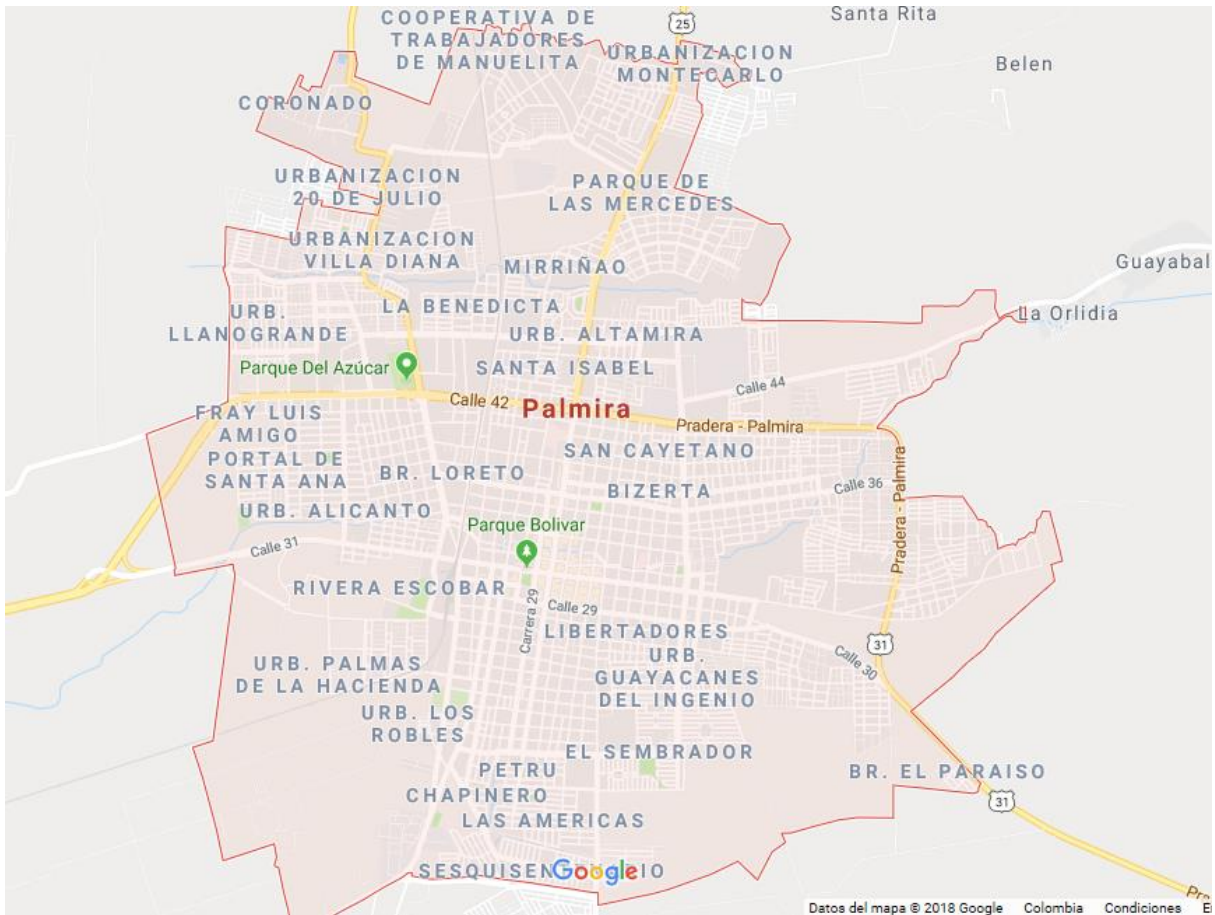 COOPERATIVA DE
TRABAJADORES
DE MANUELITA
25
Santa Rita
URBANIZACION
MONTECARLO
Belen
CORONADO
URBANIZACION
20 DE JULIO
PARQUE DE
LAS MERCEDES
URBANIZACION
VILLA DIANA
MIRRIÑAO
Guayabal
LA BENEDICTA
URB.
LLANOGRANDE
URB. ALTAMIRA
La Orlidia
Parque Del Azúcar
SANTA ISABEL
Calle 44
Calle 42
Palmira
FRAY LUIS
AMIGO
Pradera - Palmira
PORTAL DE
SANTA ANA
BR. LORETO
SAN CAYETANO
BIZERTA
Calle 36
URB. ALICANTO
Parque Bolivar
Pradera - Palmira
Calle 31
RIVERA ESCOBAR
Carrera 29
Calle 29
LIBERTADORES
31
Calle 30
URB. PALMAS
DE LA HACIENDA
URB.
GUAYACANES
DEL INGENIO
URB. LOS
ROBLES
EL SEMBRADOR
PETRU
BR. EL PARAISO
31
CHAPINERO
LAS AMERICAS
Google
Datos del mapa © 2018 Google Colombia Condiciones